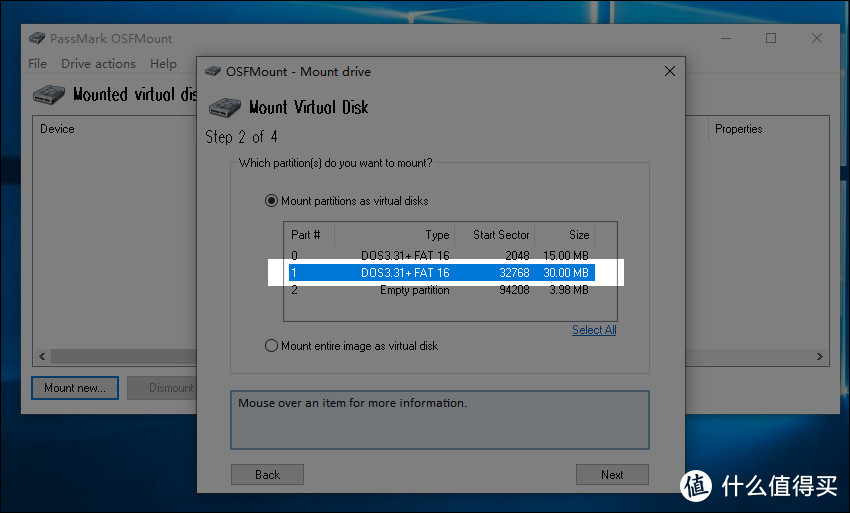 PassMark OSFMount
File Drive actions Help
Mounted virtual dis
Device
Properties
OSFMount - Mount drive
Mount Virtual Disk
Step 2 of 4
Which partition(s) do you want to mount?
Mount partitions as virtual disks
Part # Type Start Sector Size
0 DOS3.31+ FAT 16 2048 15.00 MB
1 DOS3.31+ FAT 16 32768 30.00 MB
2 Empty partition 94208 3.98 MB
Select All
Mount entire image as virtual disk
Mount new...
Dismount
Mouse over an item for more information.
Back
Next
值 什么值得买